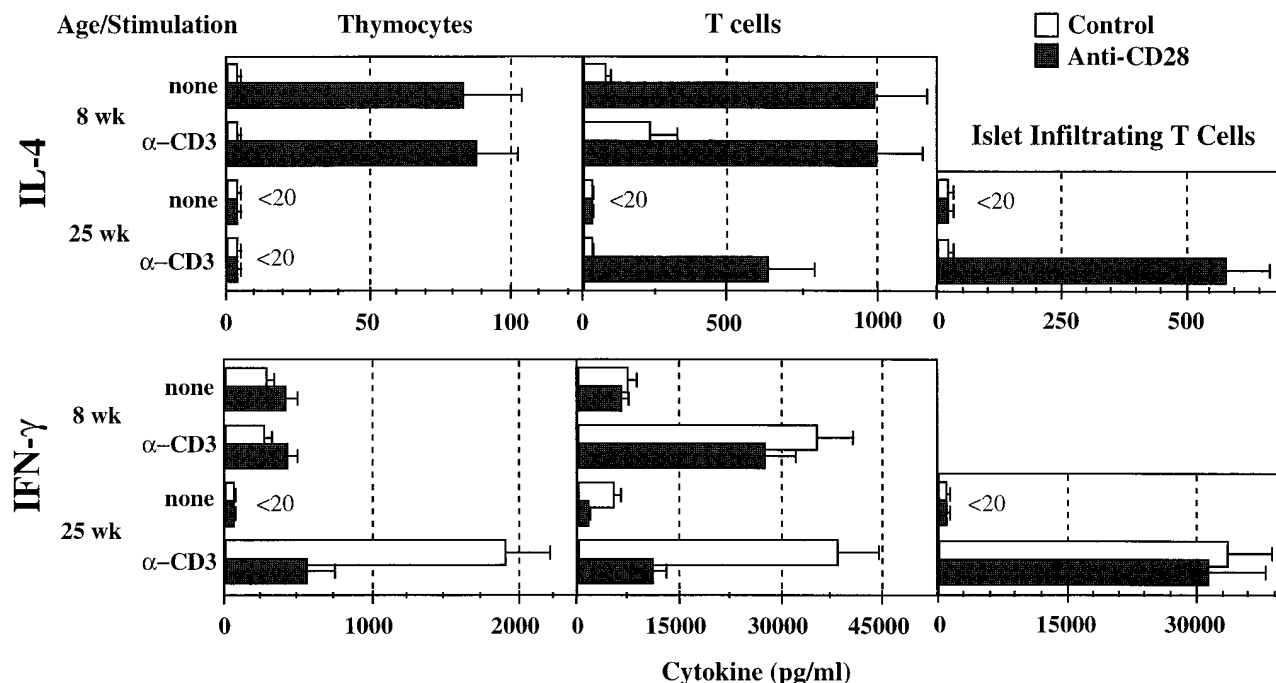 Age/Stimulation Thymocytes T cells Control
Anti-CD28
Islet Infiltrating T Cells
IL-4
8 wk
none
α–CD3
25 wk
none <20 <20 <20
α–CD3 <20
0 50 100 0 500 1000 0 250 500
IFN-γ
8 wk
none
α–CD3
25 wk
none <20 <20
α–CD3
0 1000 2000 0 15000 30000 45000 0 15000 30000
Cytokine (pg/ml)